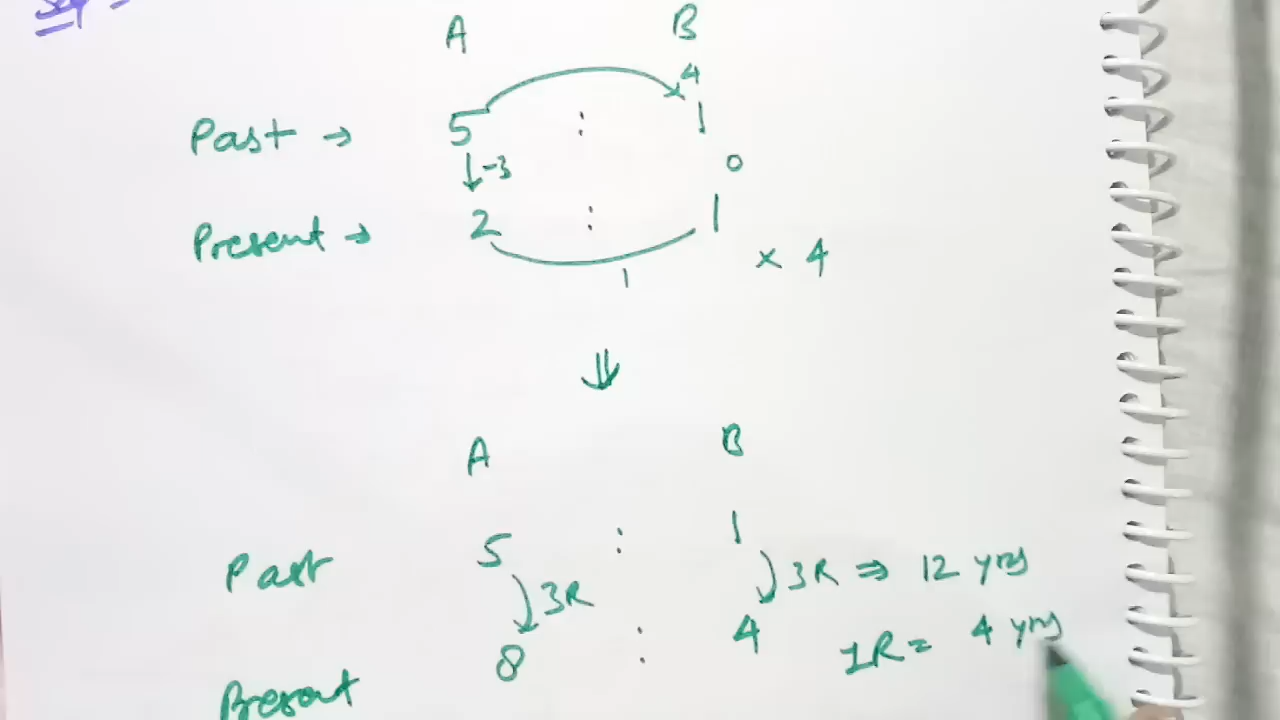 A B
4
Past → 5 : 1
↓-3 0
Present → 2 : 1
1 × 4
⇓
A B
Past 5 : 1
3R 3R ⇒ 12 yrs
8 : 4 1R = 4 yrs
Present